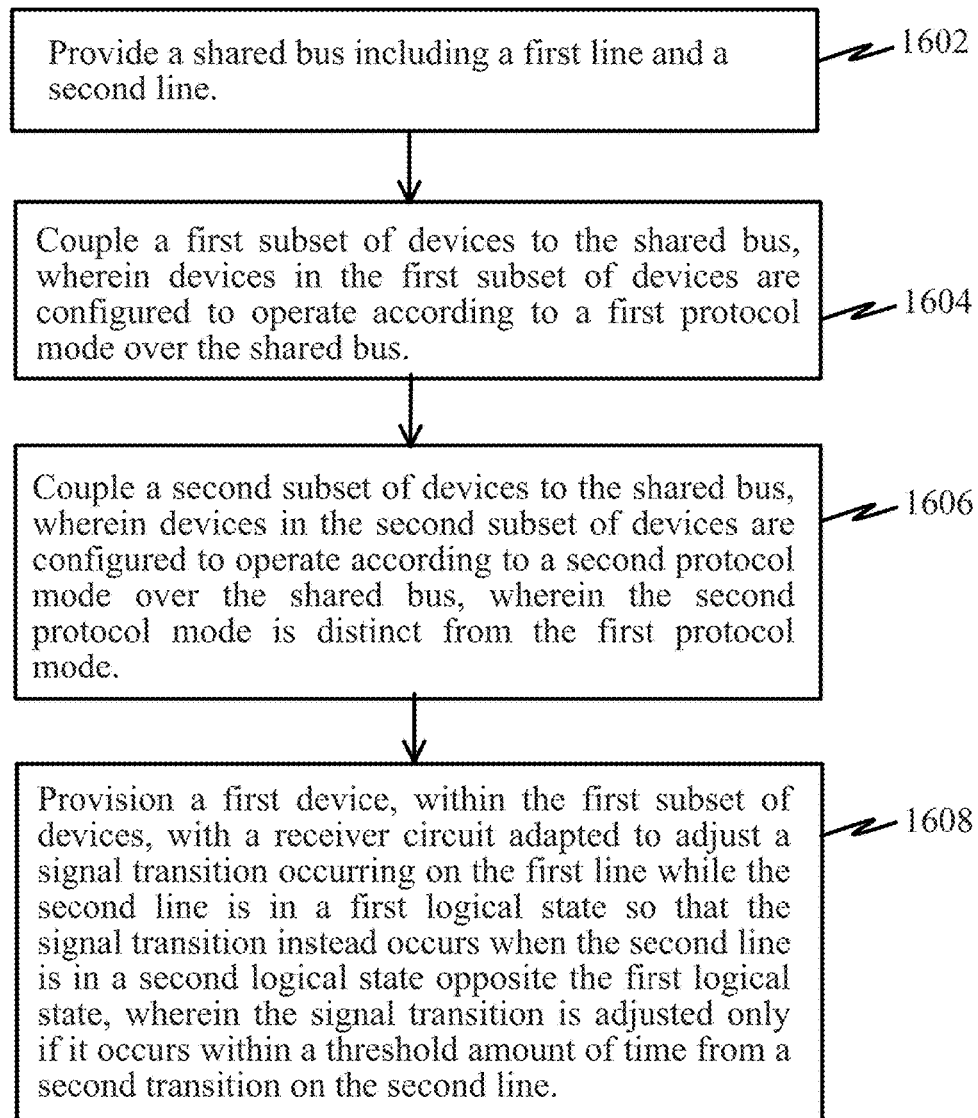 Provide a shared bus including a first line and a
second line.
1602
Couple a first subset of devices to the shared bus,
wherein devices in the first subset of devices are
configured to operate according to a first protocol
mode over the shared bus.
1604
Couple a second subset of devices to the shared bus,
wherein devices in the second subset of devices are
configured to operate according to a second protocol
mode over the shared bus, wherein the second
protocol mode is distinct from the first protocol
mode.
1606
Provision a first device, within the first subset of
devices, with a receiver circuit adapted to adjust a
signal transition occurring on the first line while the
second line is in a first logical state so that the
signal transition instead occurs when the second line
is in a second logical state opposite the first logical
state, wherein the signal transition is adjusted only
if it occurs within a threshold amount of time from a
second transition on the second line.
1608